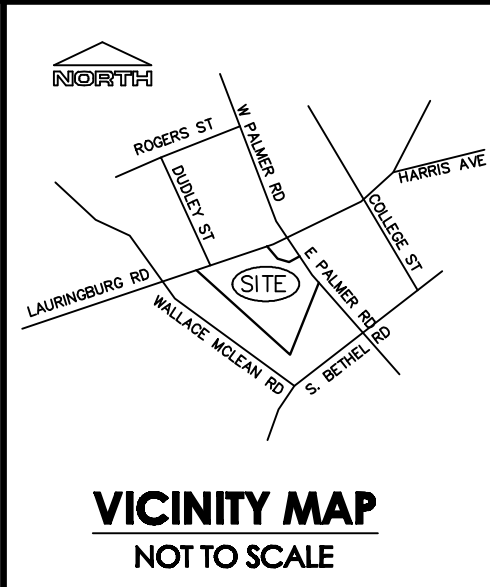 NORTH
W PALMER RD
ROGERS ST
DUDLEY ST
HARRIS AVE
COLLEGE ST
E PALMER RD
SITE
LAURINGBURG RD
WALLACE MCLEAN RD
S. BETHEL RD
VICINITY MAP
NOT TO SCALE